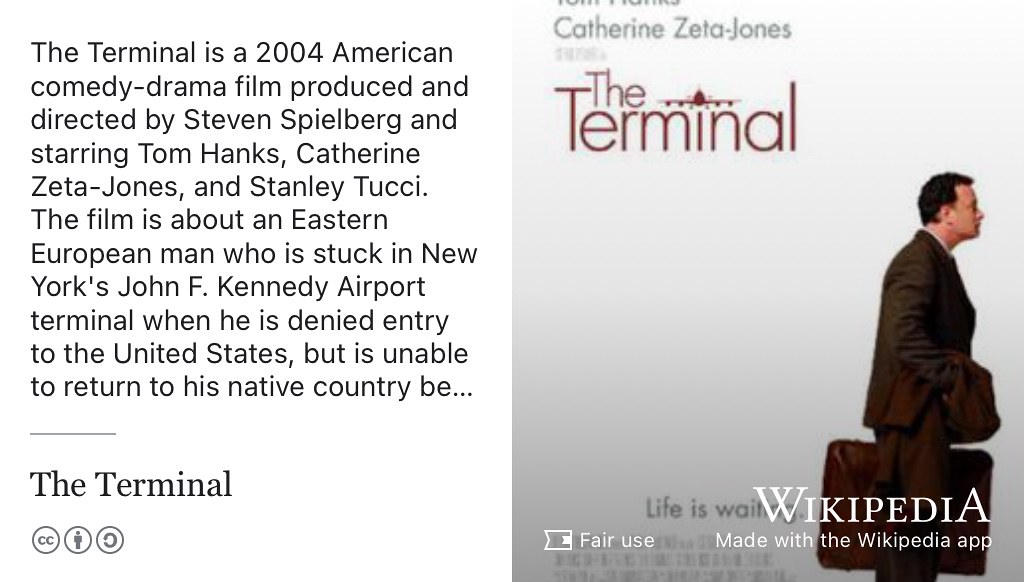 The Terminal is a 2004 American
comedy-drama film produced and
directed by Steven Spielberg and
starring Tom Hanks, Catherine
Zeta-Jones, and Stanley Tucci.
The film is about an Eastern
European man who is stuck in New
York's John F. Kennedy Airport
terminal when he is denied entry
to the United States, but is unable
to return to his native country be...
The Terminal
cc
Tom Hanks
Catherine Zeta-Jones
The
Terminal
Life is waiting.
WIKIPEDIA
Fair use
Made with the Wikipedia app